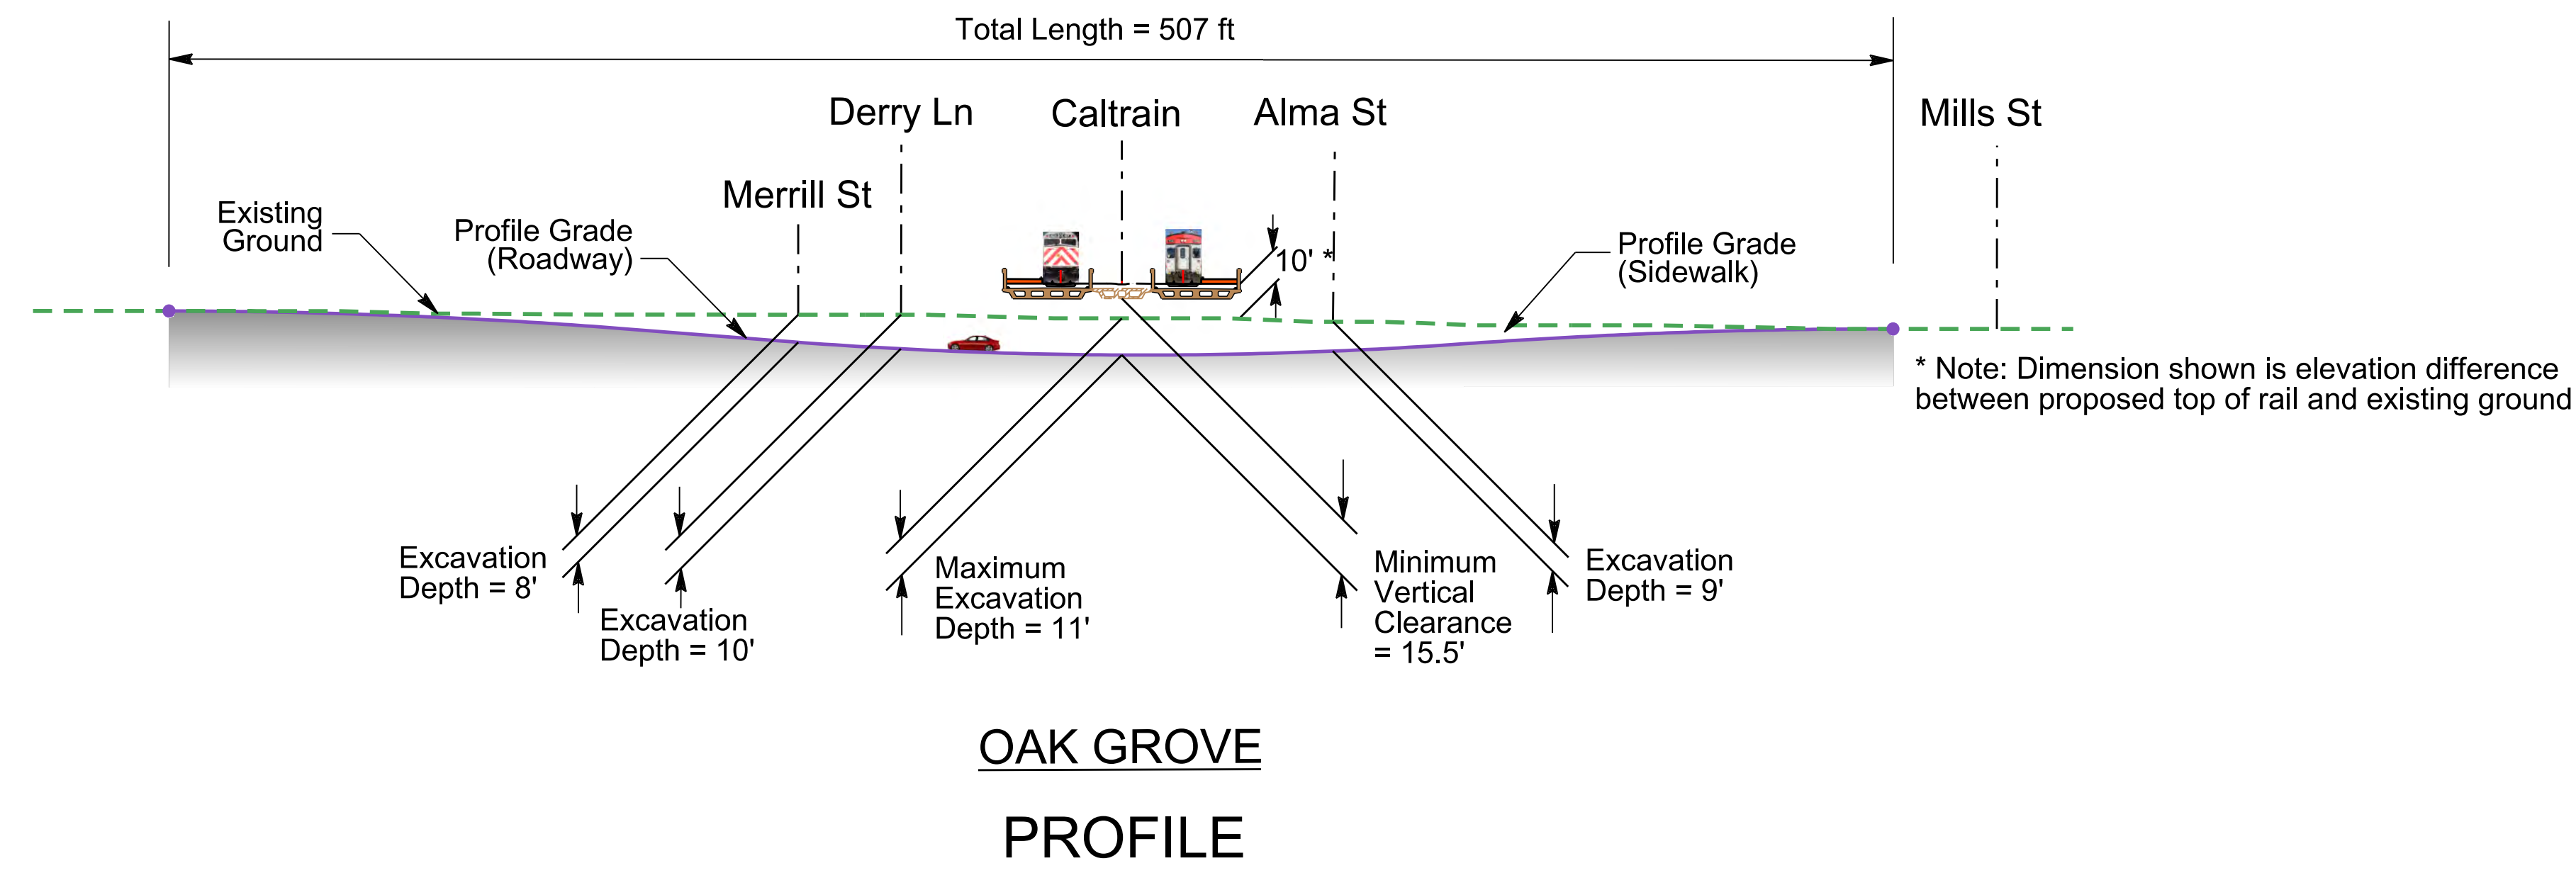 Total Length = 507 ft
Derry Ln
Caltrain
Alma St
Mills St
Merrill St
Existing
Ground
Profile Grade
(Roadway)
10' *
Profile Grade
(Sidewalk)
* Note: Dimension shown is elevation difference
between proposed top of rail and existing ground
Excavation
Depth = 8'
Excavation
Depth = 10'
Maximum
Excavation
Depth = 11'
Minimum
Vertical
Clearance
= 15.5'
Excavation
Depth = 9'
OAK GROVE
PROFILE